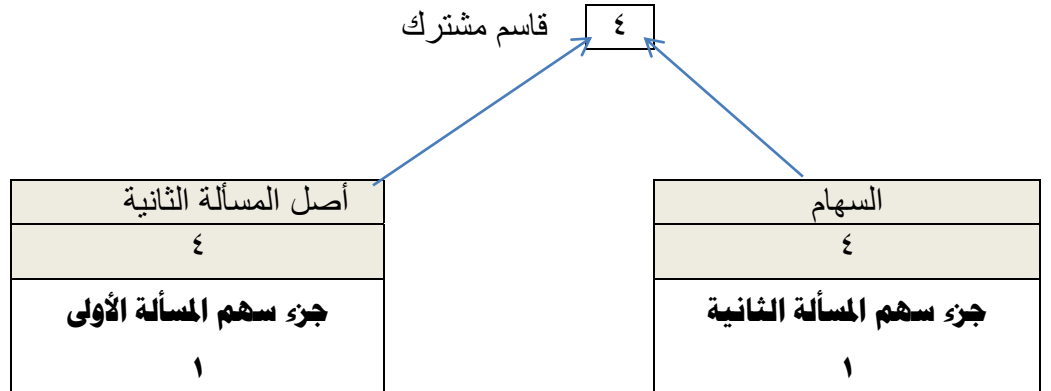 ٤ قاسم مشترك
السهام
٤
جزء سهم المسألة الثانية
١
أصل المسألة الثانية
٤
جزء سهم المسألة الأولى
١